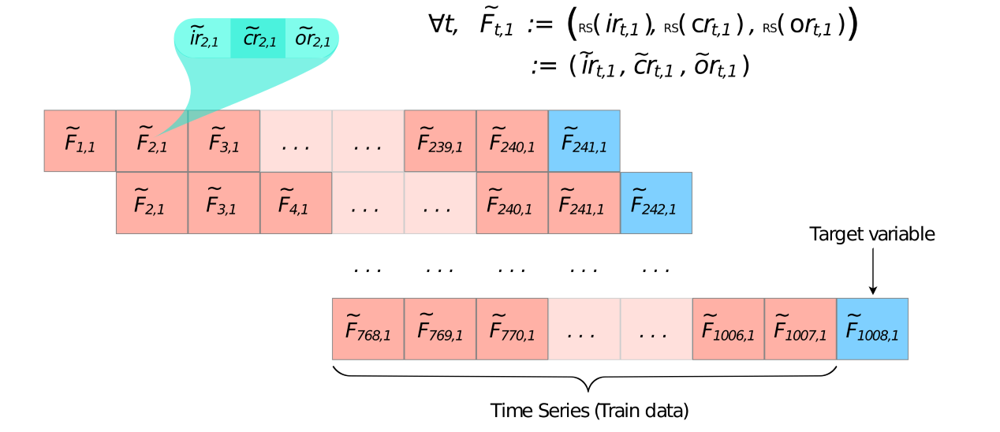 ∀t, F̃t,1 := (RS(irt,1), RS(crt,1), RS(ort,1))
:= (ĩrt,1, c̃rt,1, õrt,1)
ĩr2,1 c̃r2,1 õr2,1
F̃1,1 F̃2,1 F̃3,1 ... ... F̃239,1 F̃240,1 F̃241,1
F̃2,1 F̃3,1 F̃4,1 ... ... F̃240,1 F̃241,1 F̃242,1
Target variable
... ... ... ... ...
F̃768,1 F̃769,1 F̃770,1 ... ... F̃1006,1 F̃1007,1 F̃1008,1
Time Series (Train data)